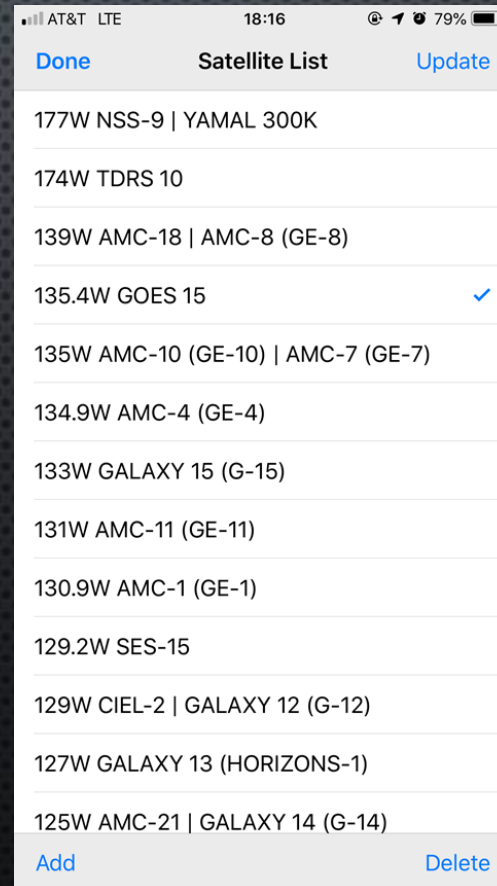 AT&T LTE 18:16 79%
Done Satellite List Update
177W NSS-9 | YAMAL 300K
174W TDRS 10
139W AMC-18 | AMC-8 (GE-8)
135.4W GOES 15
135W AMC-10 (GE-10) | AMC-7 (GE-7)
134.9W AMC-4 (GE-4)
133W GALAXY 15 (G-15)
131W AMC-11 (GE-11)
130.9W AMC-1 (GE-1)
129.2W SES-15
129W CIEL-2 | GALAXY 12 (G-12)
127W GALAXY 13 (HORIZONS-1)
125W AMC-21 | GALAXY 14 (G-14)
Add Delete